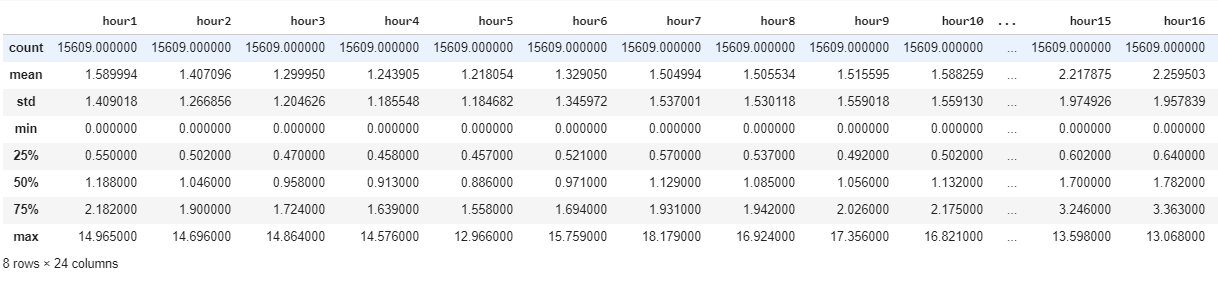 hour1 hour2 hour3 hour4 hour5 hour6 hour7 hour8 hour9 hour10 ... hour15 hour16
count 15609.000000 15609.000000 15609.000000 15609.000000 15609.000000 15609.000000 15609.000000 15609.000000 15609.000000 15609.000000 ... 15609.000000 15609.000000
mean 1.589994 1.407096 1.299950 1.243905 1.218054 1.329050 1.504994 1.505534 1.515595 1.588259 ... 2.217875 2.259503
std 1.409018 1.266856 1.204626 1.185548 1.184682 1.345972 1.537001 1.530118 1.559018 1.559130 ... 1.974926 1.957839
min 0.000000 0.000000 0.000000 0.000000 0.000000 0.000000 0.000000 0.000000 0.000000 0.000000 ... 0.000000 0.000000
25% 0.550000 0.502000 0.470000 0.458000 0.457000 0.521000 0.570000 0.537000 0.492000 0.502000 ... 0.602000 0.640000
50% 1.188000 1.046000 0.958000 0.913000 0.886000 0.971000 1.129000 1.085000 1.056000 1.132000 ... 1.700000 1.782000
75% 2.182000 1.900000 1.724000 1.639000 1.558000 1.694000 1.931000 1.942000 2.026000 2.175000 ... 3.246000 3.363000
max 14.965000 14.696000 14.864000 14.576000 12.966000 15.759000 18.179000 16.924000 17.356000 16.821000 ... 13.598000 13.068000
8 rows × 24 columns